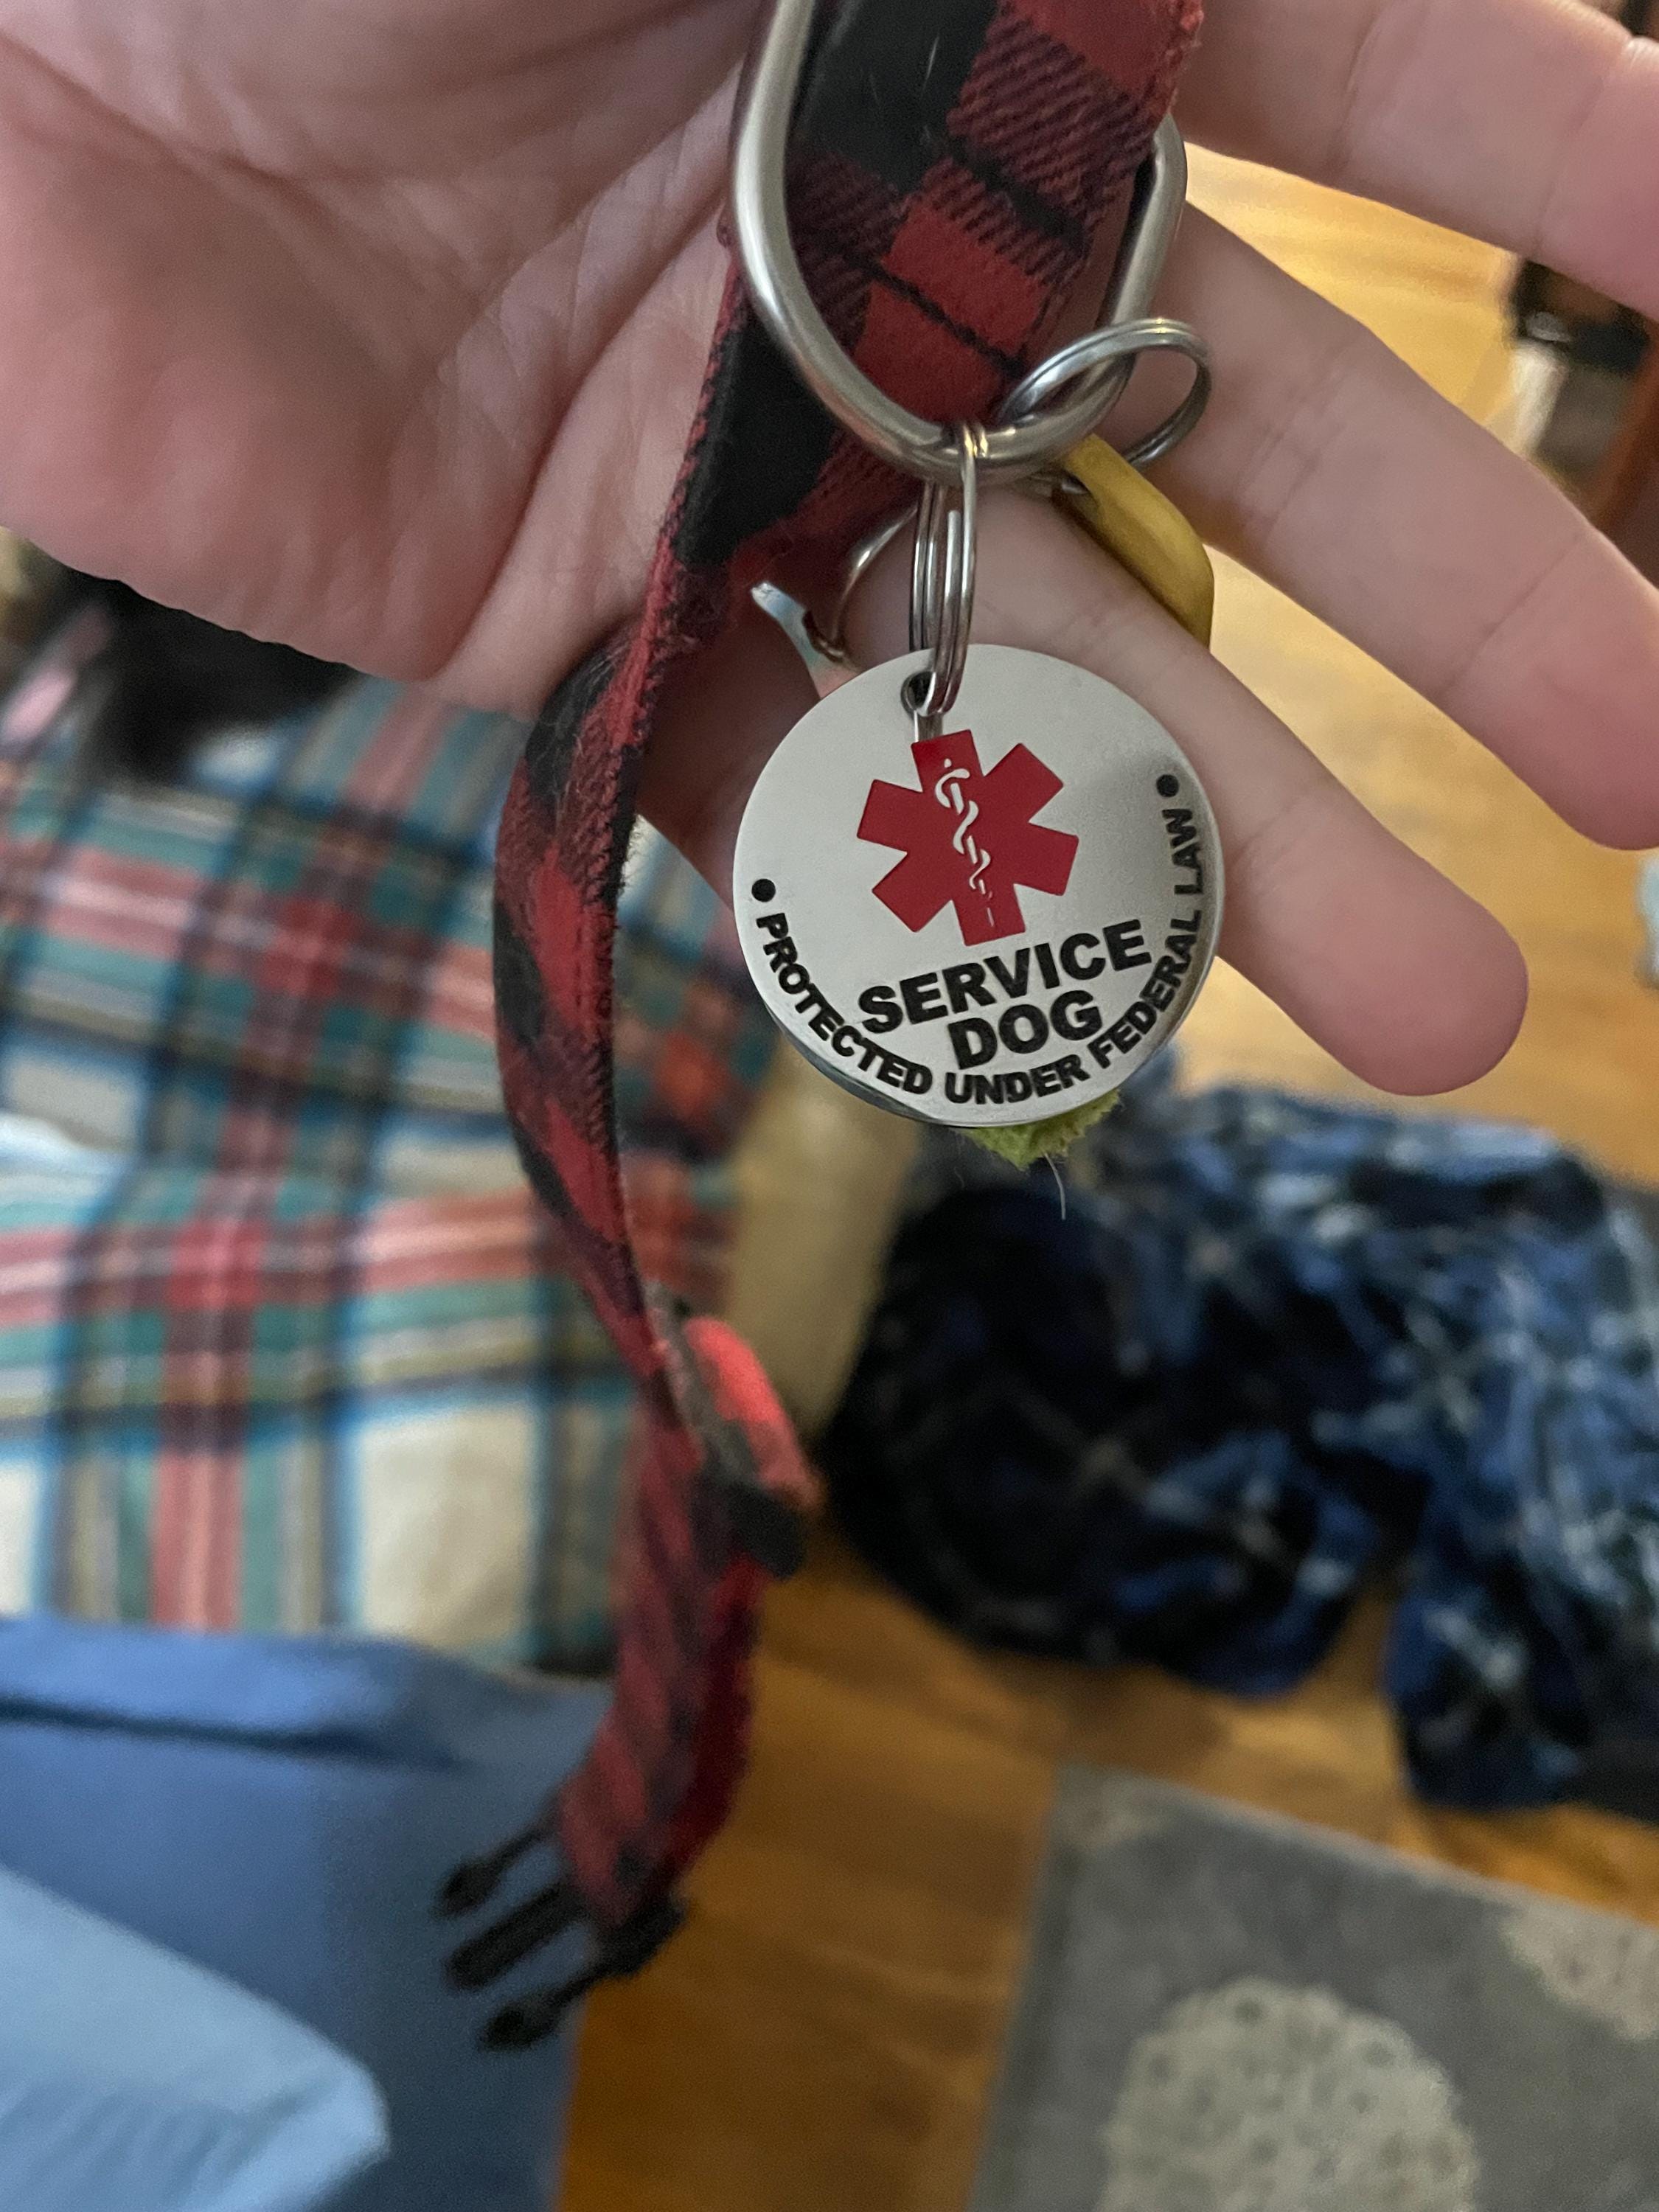 SERVICE
DOG
• PROTECTED UNDER FEDERAL LAW •